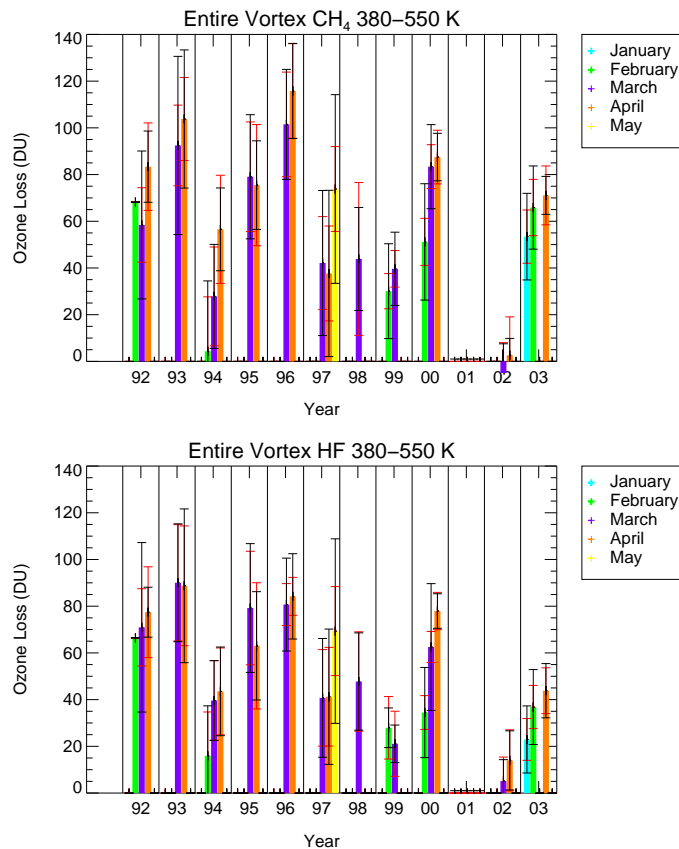 Entire Vortex CH4 380−550 K
140
120
100
80
60
40
20
0
Ozone Loss (DU)
92 93 94 95 96 97 98 99 00 01 02 03
Year
January
February
March
April
May
Entire Vortex HF 380−550 K
140
120
100
80
60
40
20
0
Ozone Loss (DU)
92 93 94 95 96 97 98 99 00 01 02 03
Year
January
February
March
April
May